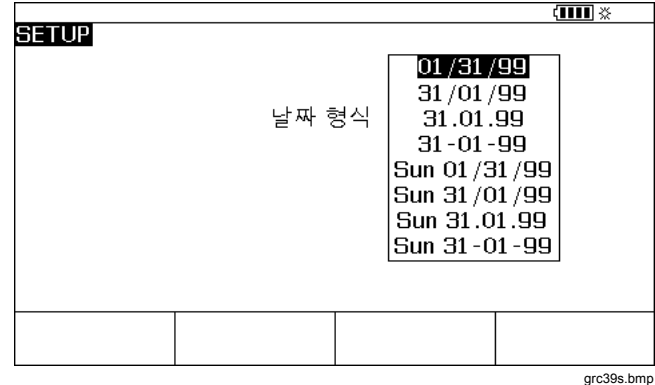 SETUP
01/31/99
31/01/99
날짜 형식
31.01.99
31-01-99
Sun 01/31/99
Sun 31/01/99
Sun 31.01.99
Sun 31-01-99
grc39s.bmp